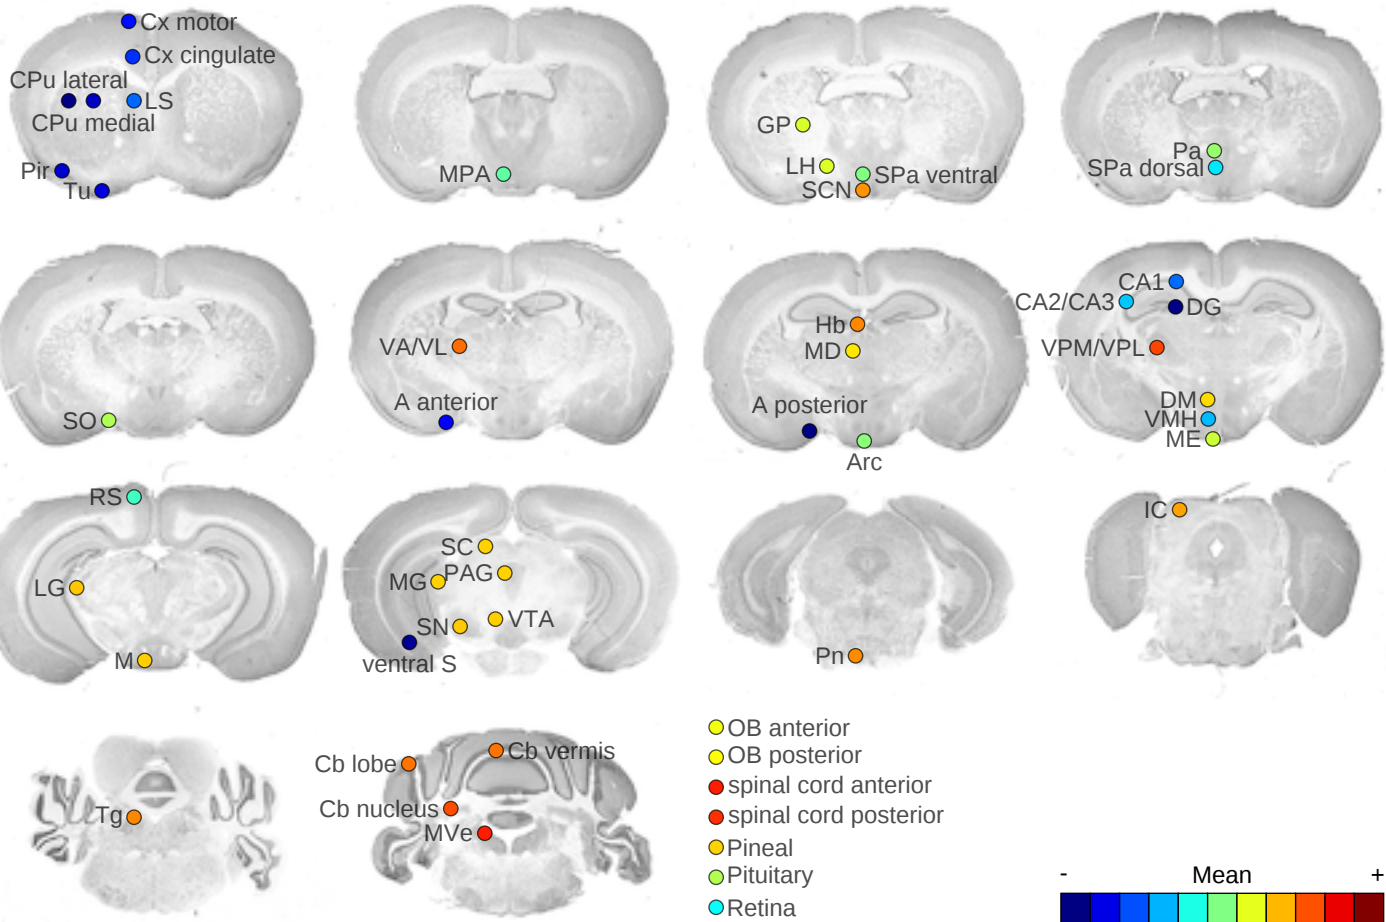 Cx motor
Cx cingulate
CPu lateral
LS
CPu medial
Pir
Tu
MPA
GP
LH
SPa ventral
SCN
Pa
SPa dorsal
SO
VA/VL
A anterior
Hb
MD
A posterior
Arc
CA1
CA2/CA3
DG
VPM/VPL
DM
VMH
ME
RS
LG
M
SC
PAG
MG
VTA
SN
ventral S
Pn
IC
Tg
Cb vermis
Cb lobe
Cb nucleus
MVe
OB anterior
OB posterior
spinal cord anterior
spinal cord posterior
Pineal
Pituitary
Retina
- Mean +